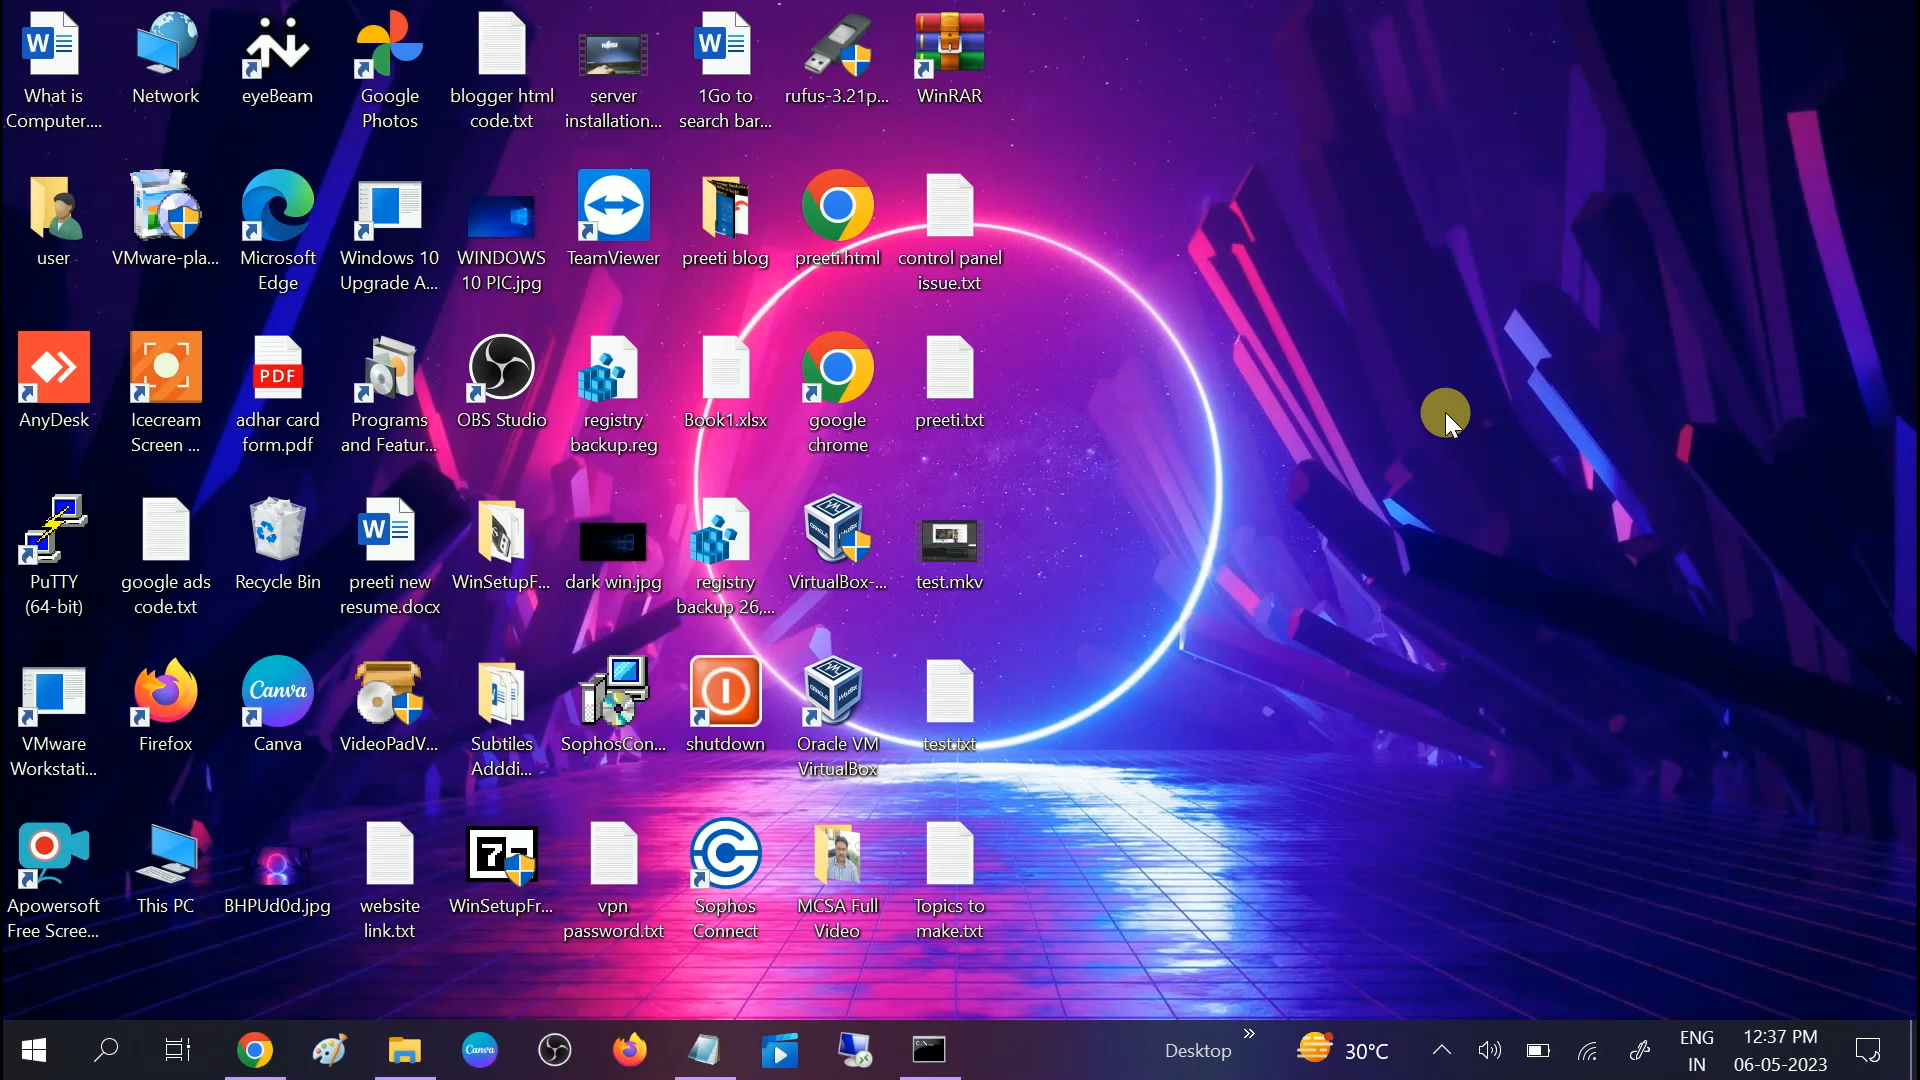 What is
Computer....
Network
eyeBeam
Google
Photos
blogger html
code.txt
server
installation...
1Go to
search bar...
rufus-3.21p...
WinRAR
user
VMware-pla...
Microsoft
Edge
Windows 10
Upgrade A...
WINDOWS
10 PIC.jpg
TeamViewer
preeti blog
preeti.html
control panel
issue.txt
AnyDesk
Icecream
Screen ...
PDF
adhar card
form.pdf
Programs
and Featur...
OBS Studio
registry
backup.reg
Book1.xlsx
google
chrome
preeti.txt
PuTTY
(64-bit)
google ads
code.txt
Recycle Bin
preeti new
resume.docx
WinSetupF...
dark win.jpg
registry
backup 26,...
VirtualBox-...
test.mkv
VMware
Workstati...
Firefox
Canva
Canva
VideoPadV...
Subtiles
Adddi...
SophosCon...
shutdown
Oracle VM
VirtualBox
test.txt
Apowersoft
Free Scree...
This PC
BHPUd0d.jpg
website
link.txt
WinSetupFr...
vpn
password.txt
Sophos
Connect
MCSA Full
Video
Topics to
make.txt
Canva
Desktop
30°C
ENG
IN
12:37 PM
06-05-2023